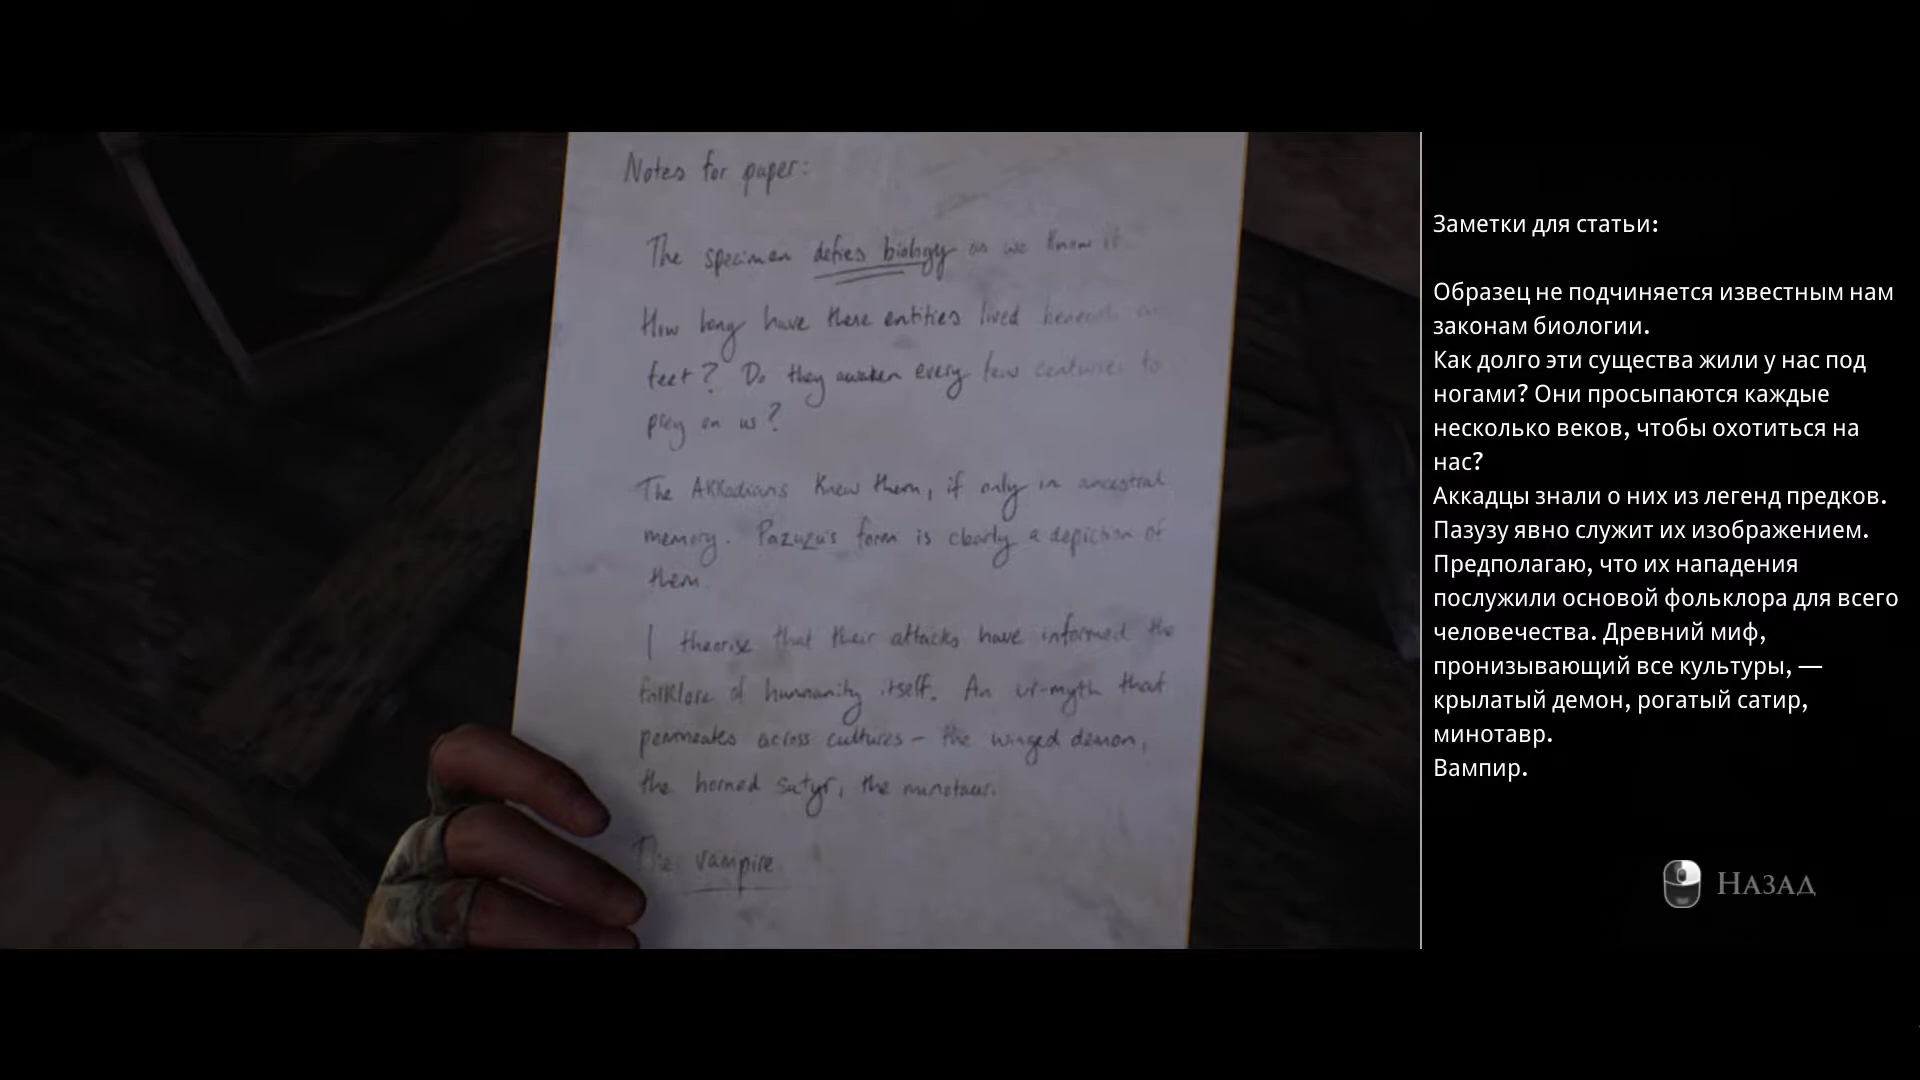 Notes for paper:
The specimen defies biology as we know it.
How long have these entities lived beneath our
feet? Do they awaken every few centuries to
prey on us?
The Akkadians knew them, if only in ancestral
memory. Pazuzu's form is clearly a depiction of
them.
I theorise that their attacks have informed the
folklore of humanity itself. An ur-myth that
permeates across cultures - the winged demon,
the horned satyr, the minotaur.
The vampire
Заметки для статьи:
Образец не подчиняется известным нам
законам биологии.
Как долго эти существа жили у нас под
ногами? Они просыпаются каждые
несколько веков, чтобы охотиться на
нас?
Аккадцы знали о них из легенд предков.
Пазузу явно служит их изображением.
Предполагаю, что их нападения
послужили основой фольклора для всего
человечества. Древний миф,
пронизывающий все культуры, —
крылатый демон, рогатый сатир,
минотавр.
Вампир.
Назад